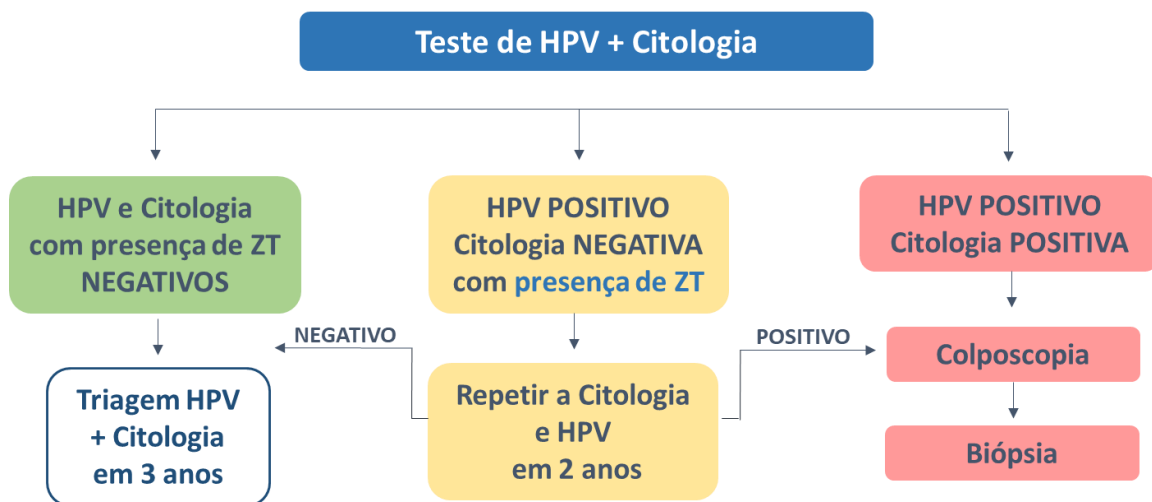 Teste de HPV + Citologia
HPV e Citologia
com presença de ZT
NEGATIVOS
HPV POSITIVO
Citologia NEGATIVA
com presença de ZT
HPV POSITIVO
Citologia POSITIVA
NEGATIVO
POSITIVO
Triagem HPV
+ Citologia
em 3 anos
Repetir a Citologia
e HPV
em 2 anos
Colposcopia
Biópsia